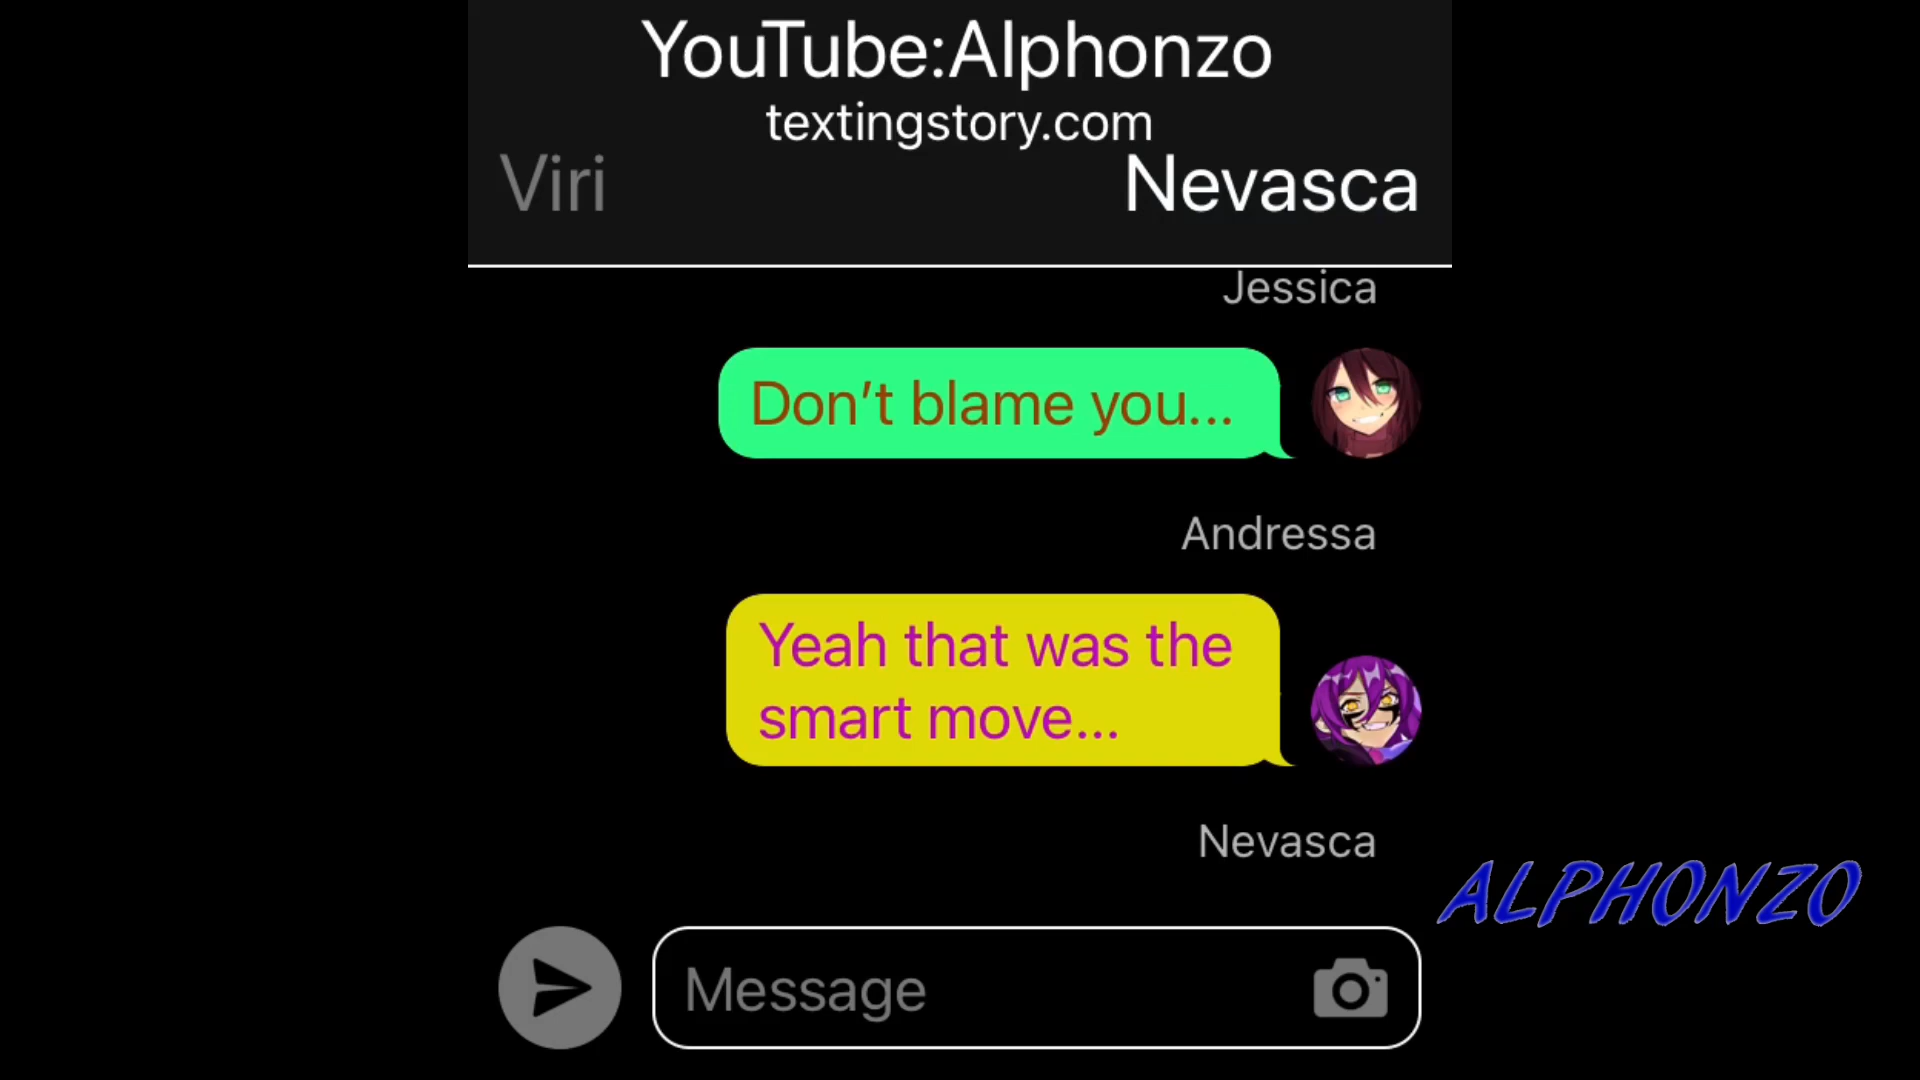 YouTube:Alphonzo
textingstory.com
Viri
Nevasca
Jessica
Don’t blame you...
Andressa
Yeah that was the
smart move...
Nevasca
ALPHONZO
Message